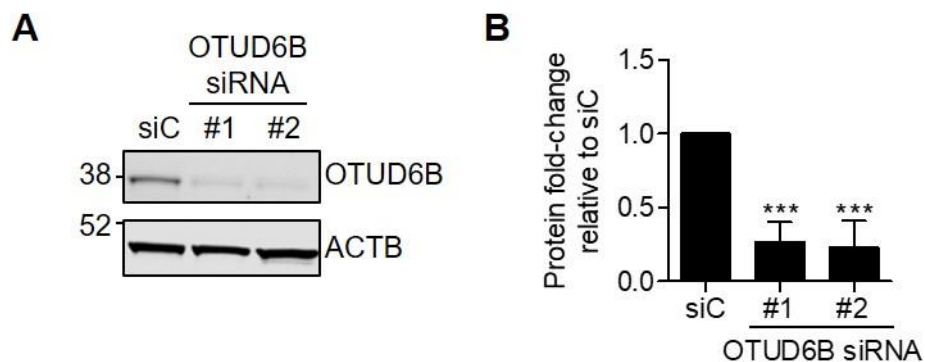 A
OTUD6B
siRNA
siC #1 #2
38 OTUD6B
52
ACTB
B
Protein fold-change
relative to siC
1.5
1.0
0.5
0.0
*** ***
siC #1 #2
OTUD6B siRNA